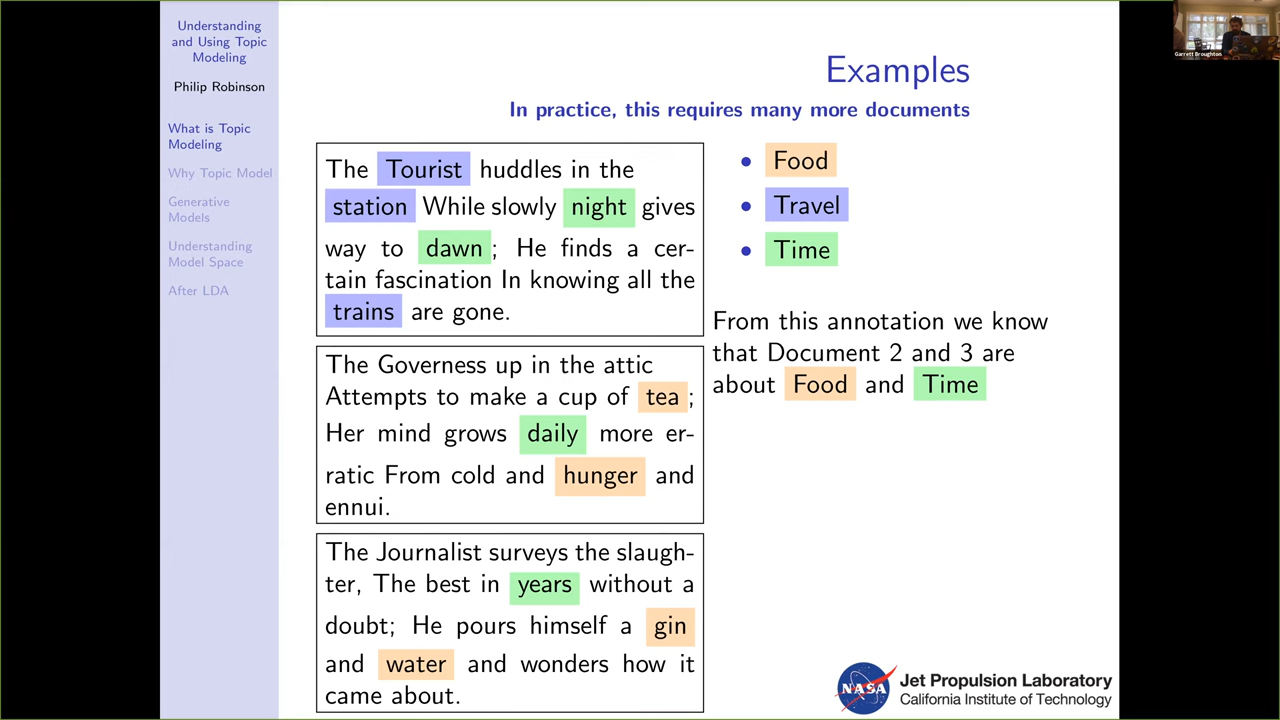 Understanding
and Using Topic
Modeling
Philip Robinson
What is Topic
Modeling
Why Topic Model
Generative
Models
Understanding
Model Space
After LDA
Examples
In practice, this requires many more documents
The Tourist huddles in the
station While slowly night gives
way to dawn; He finds a cer-
tain fascination In knowing all the
trains are gone.
The Governess up in the attic
Attempts to make a cup of tea;
Her mind grows daily more er-
ratic From cold and hunger and
ennui.
The Journalist surveys the slaugh-
ter, The best in years without a
doubt; He pours himself a gin
and water and wonders how it
came about.
• Food
• Travel
• Time
From this annotation we know
that Document 2 and 3 are
about Food and Time
NASA
Jet Propulsion Laboratory
California Institute of Technology
Garrett Broughton